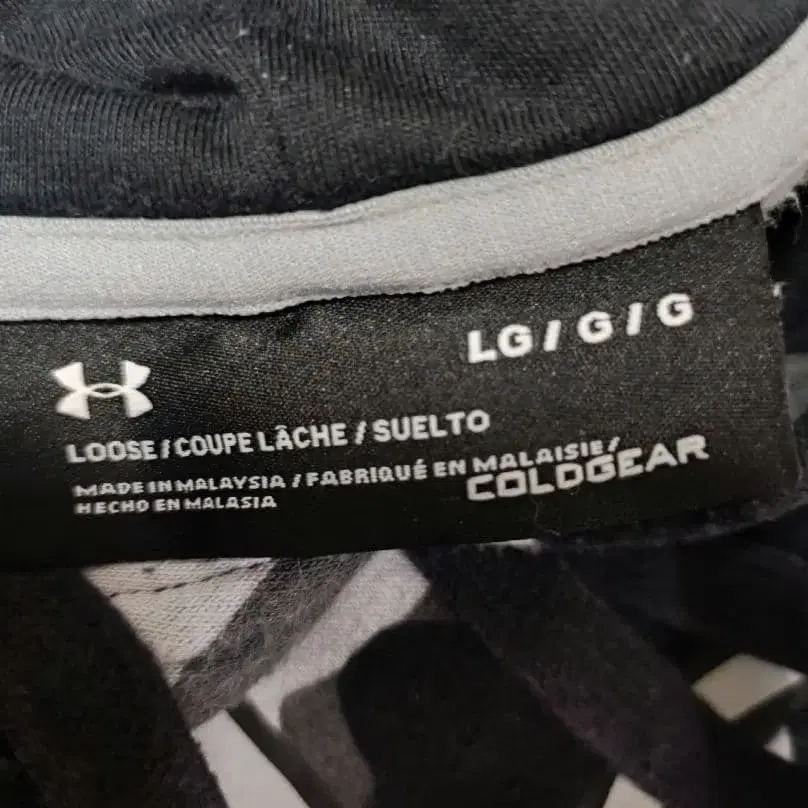 LG / G / G
LOOSE / COUPE LÂCHE / SUELTO
MADE IN MALAYSIA / FABRIQUÉ EN MALAISIE /
HECHO EN MALASIA
COLDGEAR